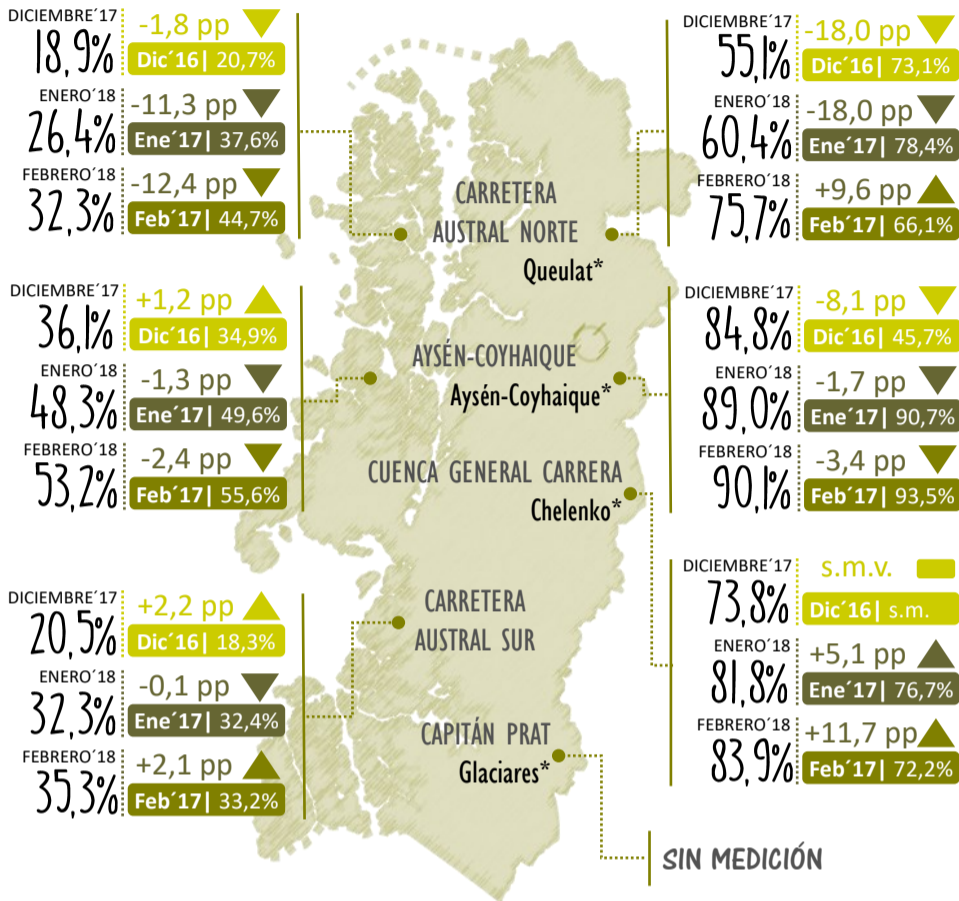 DICIEMBRE´17
18,9%
-1,8 pp
Dic´16| 20,7%
ENERO´18
26,4%
-11,3 pp
Ene´17| 37,6%
FEBRERO´18
32,3%
-12,4 pp
Feb´17| 44,7%
DICIEMBRE´17
55,1%
-18,0 pp
Dic´16| 73,1%
ENERO´18
60,4%
-18,0 pp
Ene´17| 78,4%
FEBRERO´18
75,7%
+9,6 pp
Feb´17| 66,1%
CARRETERA
AUSTRAL NORTE
Queulat*
DICIEMBRE´17
36,1%
+1,2 pp
Dic´16| 34,9%
ENERO´18
48,3%
-1,3 pp
Ene´17| 49,6%
FEBRERO´18
53,2%
-2,4 pp
Feb´17| 55,6%
AYSÉN-COYHAIQUE
Aysén-Coyhaique*
DICIEMBRE´17
84,8%
-8,1 pp
Dic´16| 45,7%
ENERO´18
89,0%
-1,7 pp
Ene´17| 90,7%
FEBRERO´18
90,1%
-3,4 pp
Feb´17| 93,5%
CUENCA GENERAL CARRERA
Chelenko*
DICIEMBRE´17
73,8%
s.m.v.
Dic´16| s.m.
ENERO´18
81,8%
+5,1 pp
Ene´17| 76,7%
FEBRERO´18
83,9%
+11,7 pp
Feb´17| 72,2%
DICIEMBRE´17
20,5%
+2,2 pp
Dic´16| 18,3%
ENERO´18
32,3%
-0,1 pp
Ene´17| 32,4%
FEBRERO´18
35,3%
+2,1 pp
Feb´17| 33,2%
CARRETERA
AUSTRAL SUR
CAPITÁN PRAT
Glaciares*
SIN MEDICIÓN